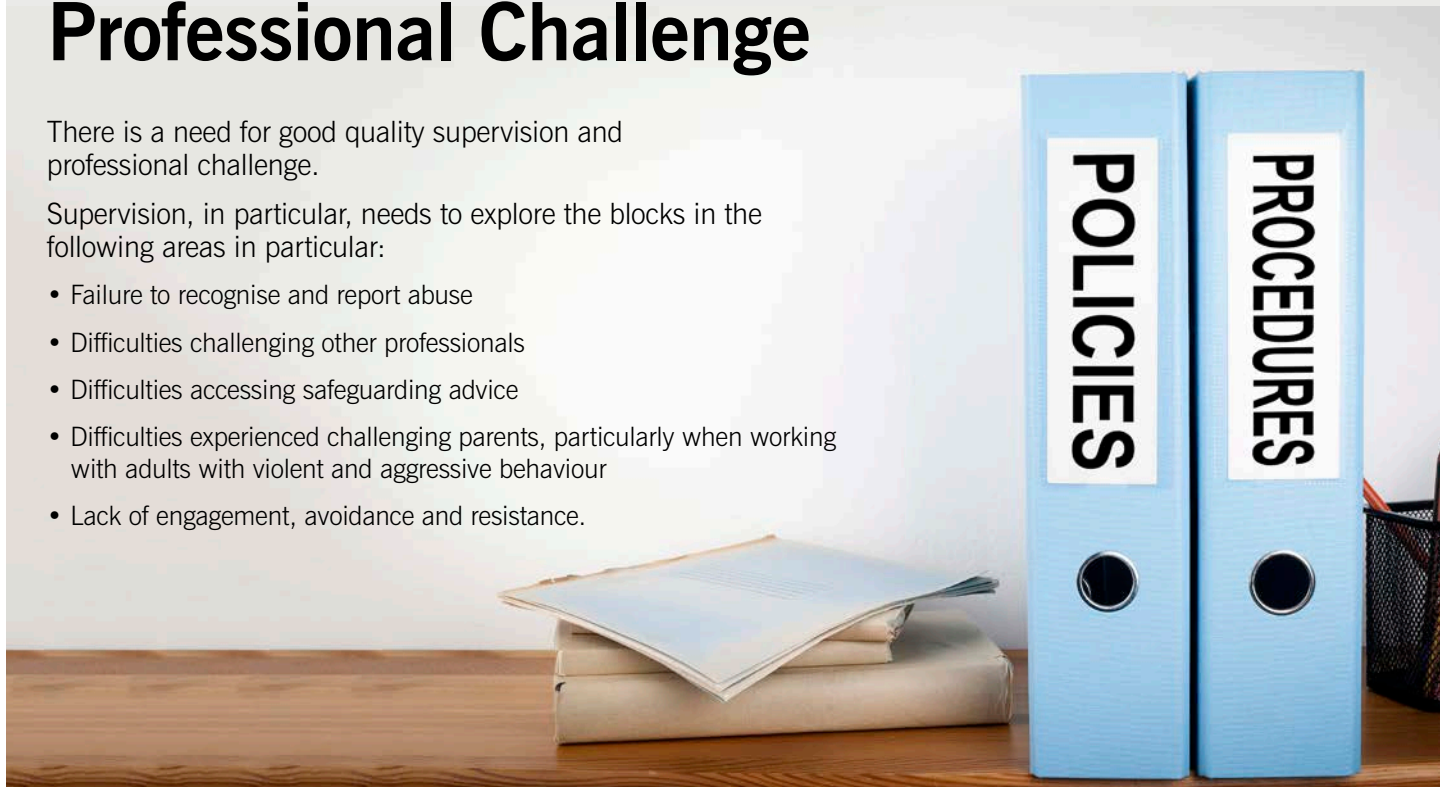 Professional Challenge
There is a need for good quality supervision and
professional challenge.
Supervision, in particular, needs to explore the blocks in the
following areas in particular:
• Failure to recognise and report abuse
• Difficulties challenging other professionals
• Difficulties accessing safeguarding advice
• Difficulties experienced challenging parents, particularly when working
with adults with violent and aggressive behaviour
• Lack of engagement, avoidance and resistance.
POLICIES
PROCEDURES